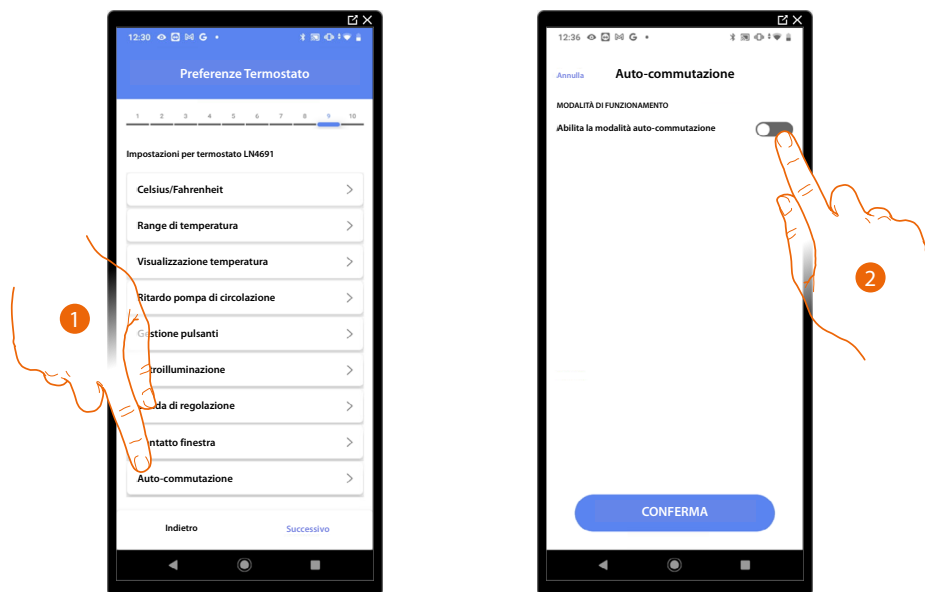 12:30 G
Preferenze Termostato
1 2 3 4 5 6 7 8 9 10
Impostazioni per termostato LN4691
Celsius/Fahrenheit
Range di temperatura
Visualizzazione temperatura
Ritardo pompa di circolazione
Gestione pulsanti
troilluminazione
da di regolazione
ntatto finestra
Auto-commutazione
Indietro Successivo
1
12:36 G
Annulla Auto-commutazione
MODALITÀ DI FUNZIONAMENTO
Abilita la modalità auto-commutazione
CONFERMA
2